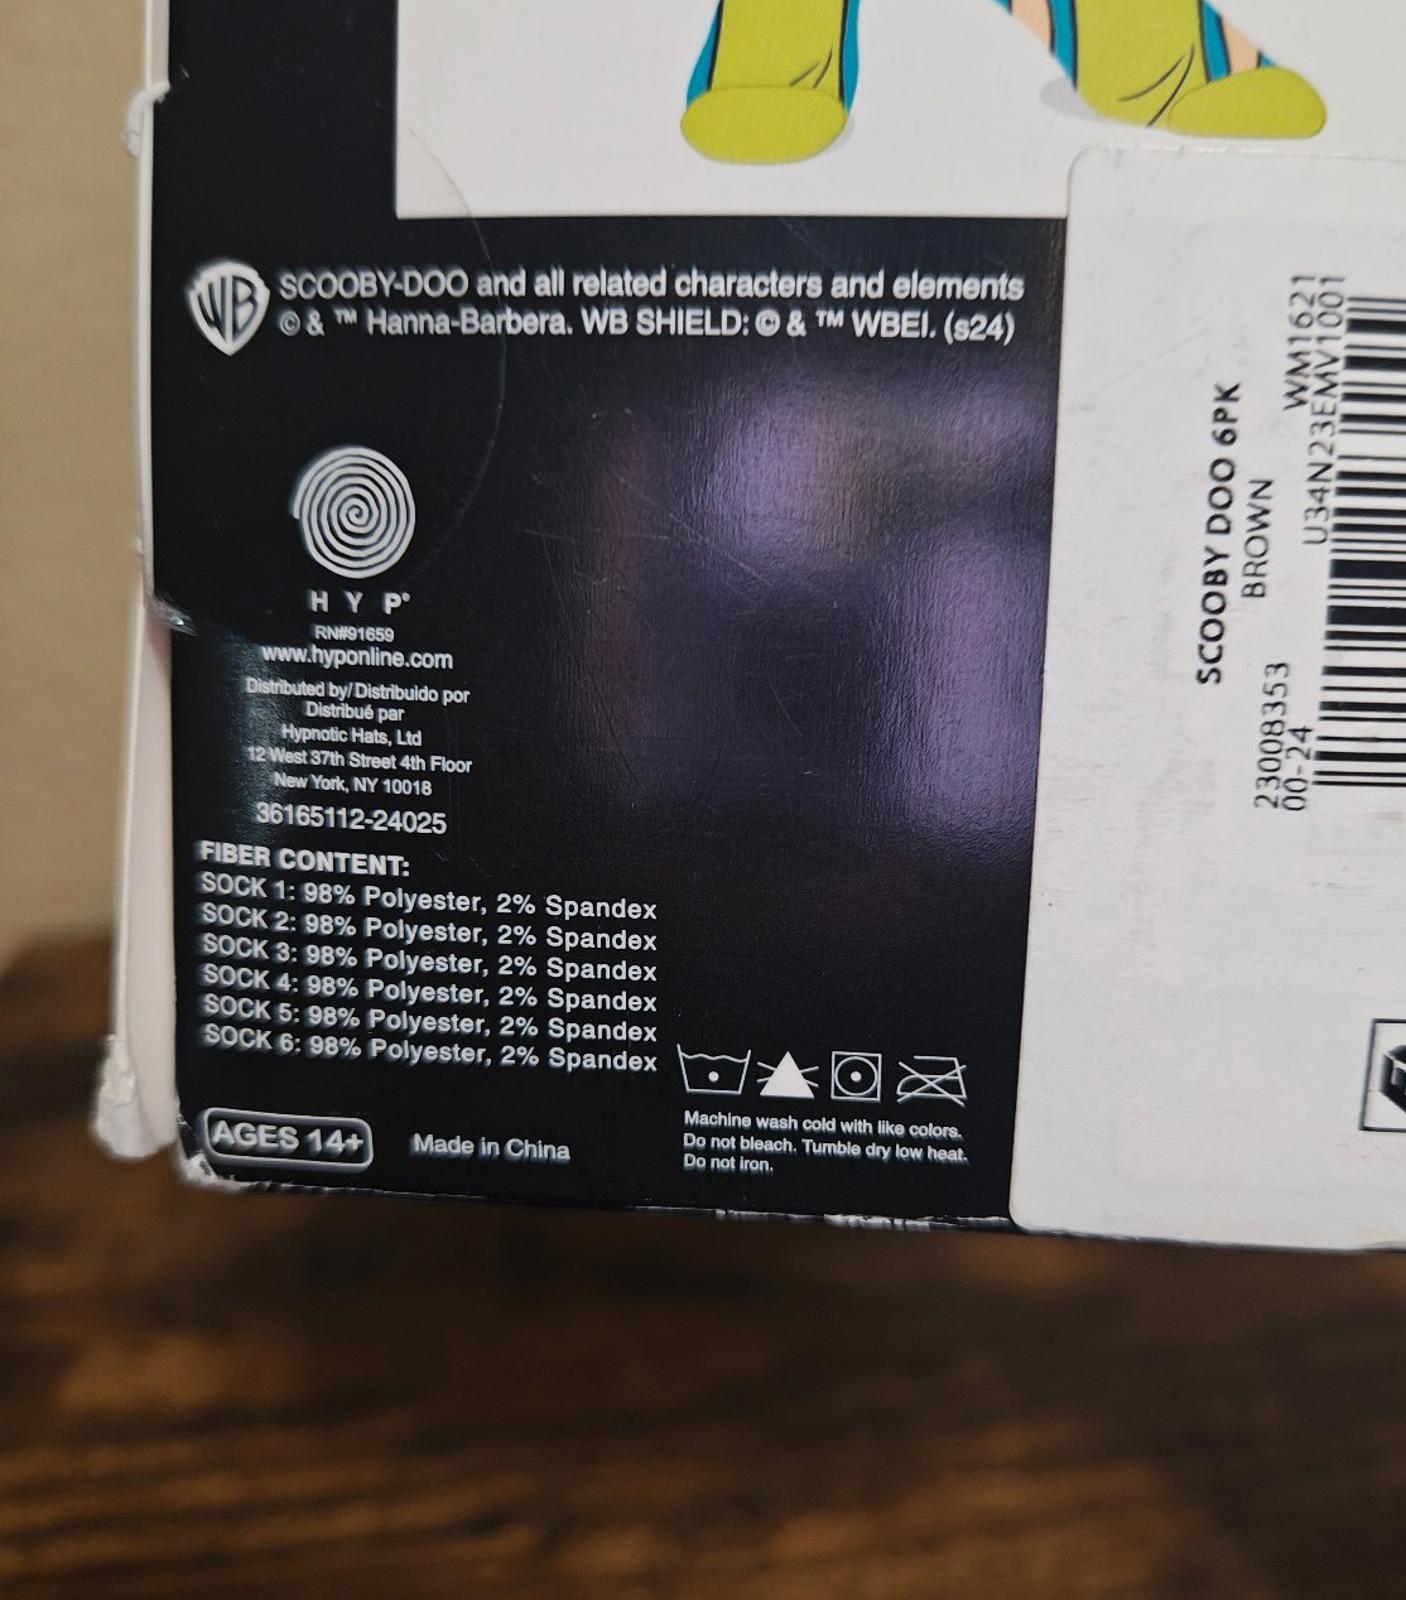 WB
SCOOBY-DOO and all related characters and elements
© & ™ Hanna-Barbera. WB SHIELD: © & ™ WBEI. (s24)
HYP®
RN#91659
www.hyponline.com
Distributed by/ Distribuido por
Distribué par
Hypnotic Hats, Ltd
12 West 37th Street 4th Floor
New York, NY 10018
36165112-24025
FIBER CONTENT:
SOCK 1: 98% Polyester, 2% Spandex
SOCK 2: 98% Polyester, 2% Spandex
SOCK 3: 98% Polyester, 2% Spandex
SOCK 4: 98% Polyester, 2% Spandex
SOCK 5: 98% Polyester, 2% Spandex
SOCK 6: 98% Polyester, 2% Spandex
AGES 14+
Made in China
Machine wash cold with like colors.
Do not bleach. Tumble dry low heat.
Do not iron.
SCOOBY DOO 6PK
BROWN
23008353
WM1621
00-24
U34N23EMV1001